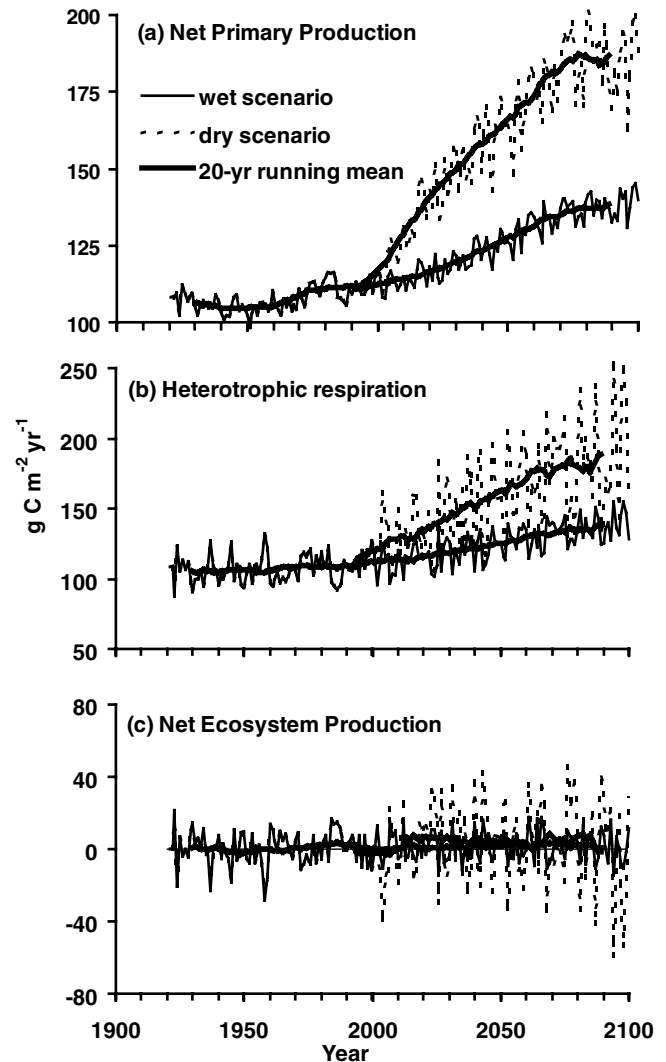 200
(a) Net Primary Production
175
wet scenario
dry scenario
150
20-yr running mean
125
100
250
(b) Heterotrophic respiration
200
150
100
50
g C m⁻² yr⁻¹
80
(c) Net Ecosystem Production
40
0
-40
-80
1900 1950 2000 2050 2100
Year